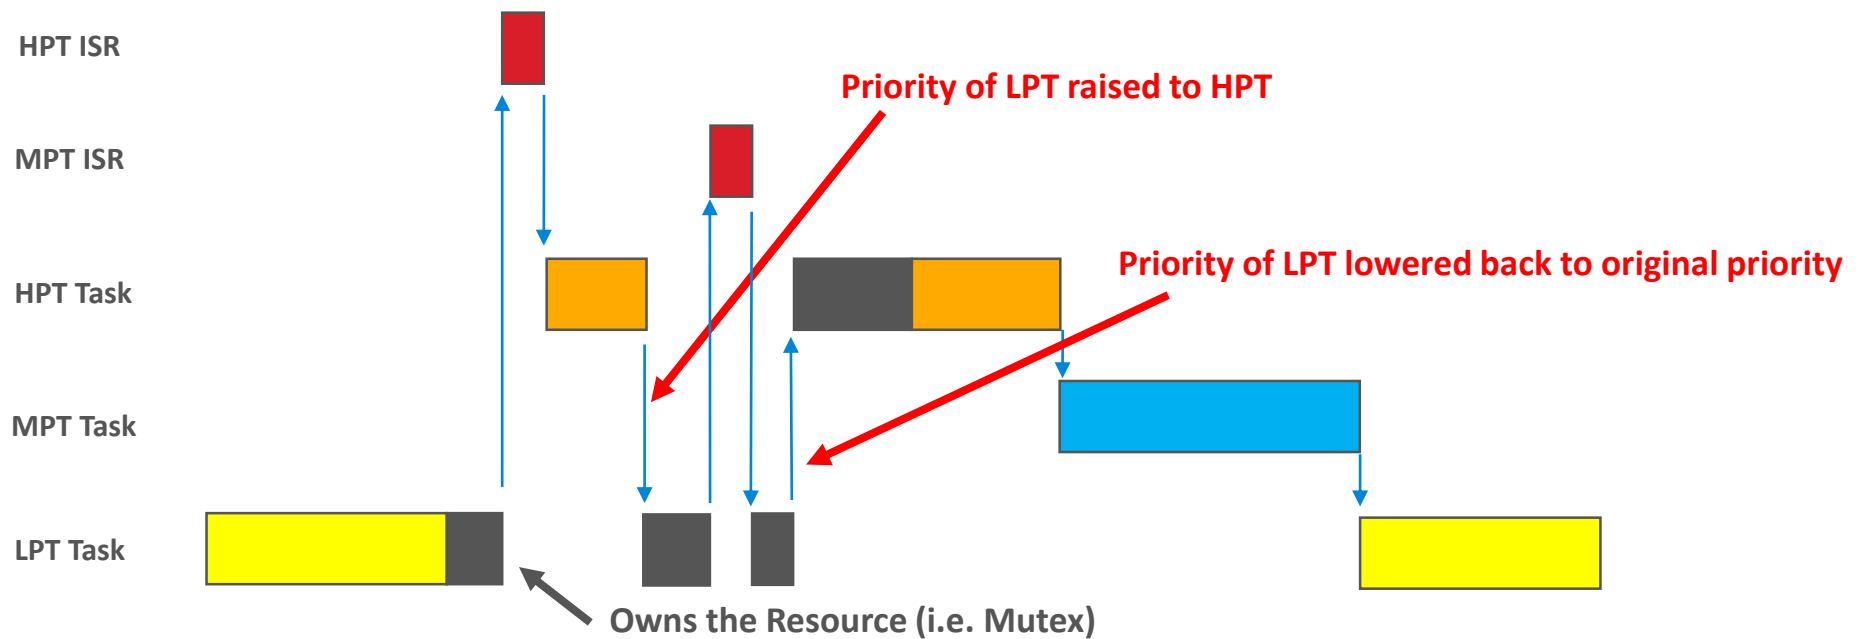 HPT ISR
Priority of LPT raised to HPT
MPT ISR
Priority of LPT lowered back to original priority
HPT Task
MPT Task
LPT Task
Owns the Resource (i.e. Mutex)